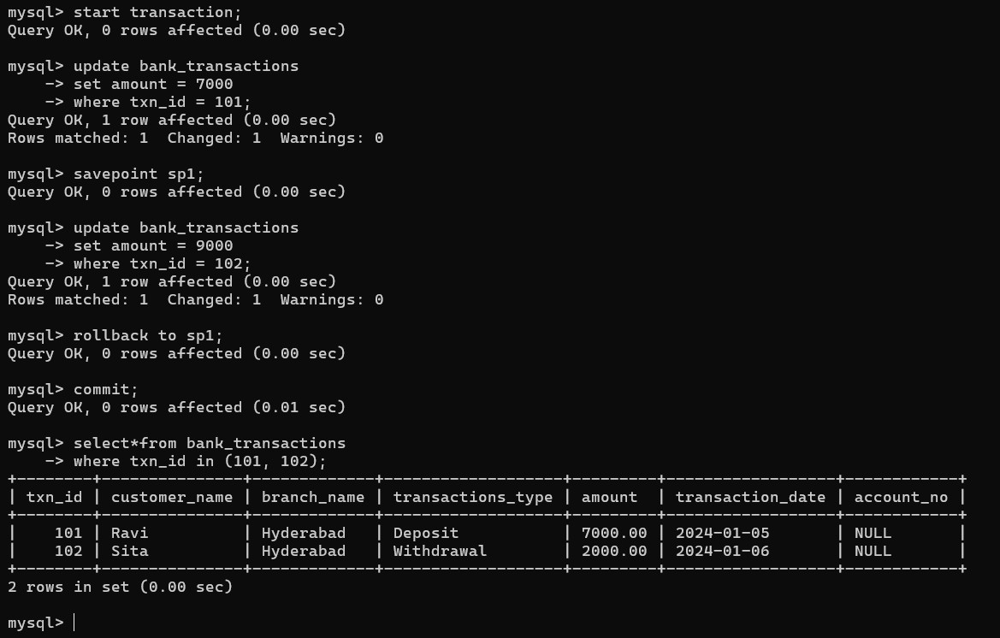 mysql> start transaction;
Query OK, 0 rows affected (0.00 sec)
mysql> update bank_transactions
    -> set amount = 7000
    -> where txn_id = 101;
Query OK, 1 row affected (0.00 sec)
Rows matched: 1  Changed: 1  Warnings: 0
mysql> savepoint sp1;
Query OK, 0 rows affected (0.00 sec)
mysql> update bank_transactions
    -> set amount = 9000
    -> where txn_id = 102;
Query OK, 1 row affected (0.00 sec)
Rows matched: 1  Changed: 1  Warnings: 0
mysql> rollback to sp1;
Query OK, 0 rows affected (0.00 sec)
mysql> commit;
Query OK, 0 rows affected (0.01 sec)
mysql> select*from bank_transactions
    -> where txn_id in (101, 102);
+--------+---------------+-------------+-------------------+---------+------------------+------------+
| txn_id | customer_name | branch_name | transactions_type | amount  | transaction_date | account_no |
+--------+---------------+-------------+-------------------+---------+------------------+------------+
|    101 | Ravi          | Hyderabad   | Deposit           | 7000.00 | 2024-01-05       | NULL       |
|    102 | Sita          | Hyderabad   | Withdrawal        | 2000.00 | 2024-01-06       | NULL       |
+--------+---------------+-------------+-------------------+---------+------------------+------------+
2 rows in set (0.00 sec)
mysql>